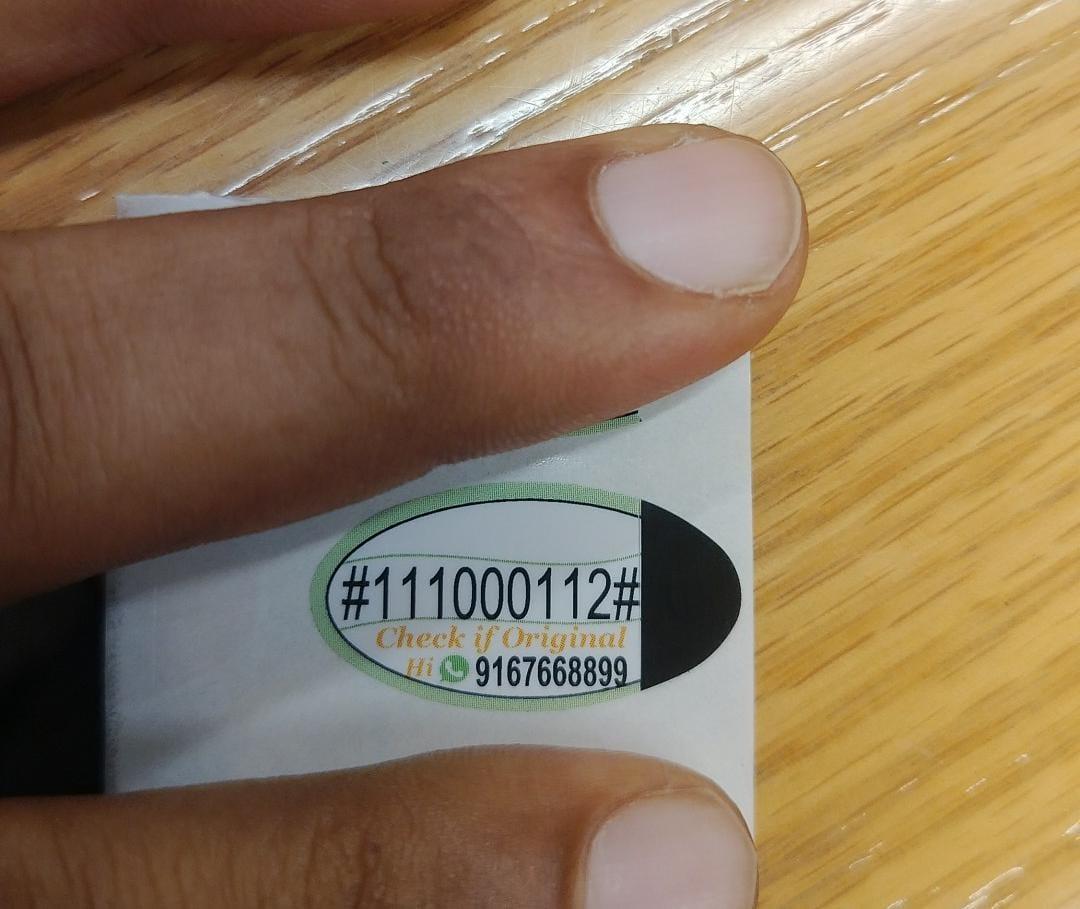 #111000112#
Check if Original
Hi 9167668899